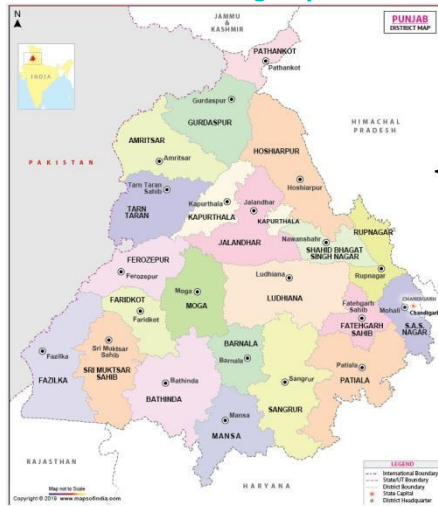 N
JAMMU
&
KASHMIR
PUNJAB
DISTRICT MAP
INDIA
PATHANKOT
Pathankot
Gurdaspur
GURDASPUR
HIMACHAL
PRADESH
AMRITSAR
Amritsar
HOSHIARPUR
Hoshiarpur
PAKISTAN
Tarn Taran
Sahib
TARN
TARAN
Kapurthala
KAPURTHALA
Jalandhar
KAPURTHALA
JALANDHAR
Nawanshahr
SHAHID BHAGAT
SINGH NAGAR
RUPNAGAR
Rupnagar
FEROZEPUR
Ferozepur
Moga
MOGA
Ludhiana
LUDHIANA
FARIDKOT
Faridkot
Fatehgarh
Sahib
FATEHGARH
SAHIB
CHANDIGARH
Chandigarh
Mohali
S.A.S.
NAGAR
Fazilka
FAZILKA
Sri Muktsar
Sahib
SRI MUKTSAR
SAHIB
BARNALA
Barnala
Bathinda
BATHINDA
Sangrur
SANGRUR
Patiala
PATIALA
Mansa
MANSA
RAJASTHAN
HARYANA
Map not to Scale
Copyright © 2019 www.mapsofindia.com
LEGEND
International Boundary
State/UT Boundary
District Boundary
State Capital
District Headquarter